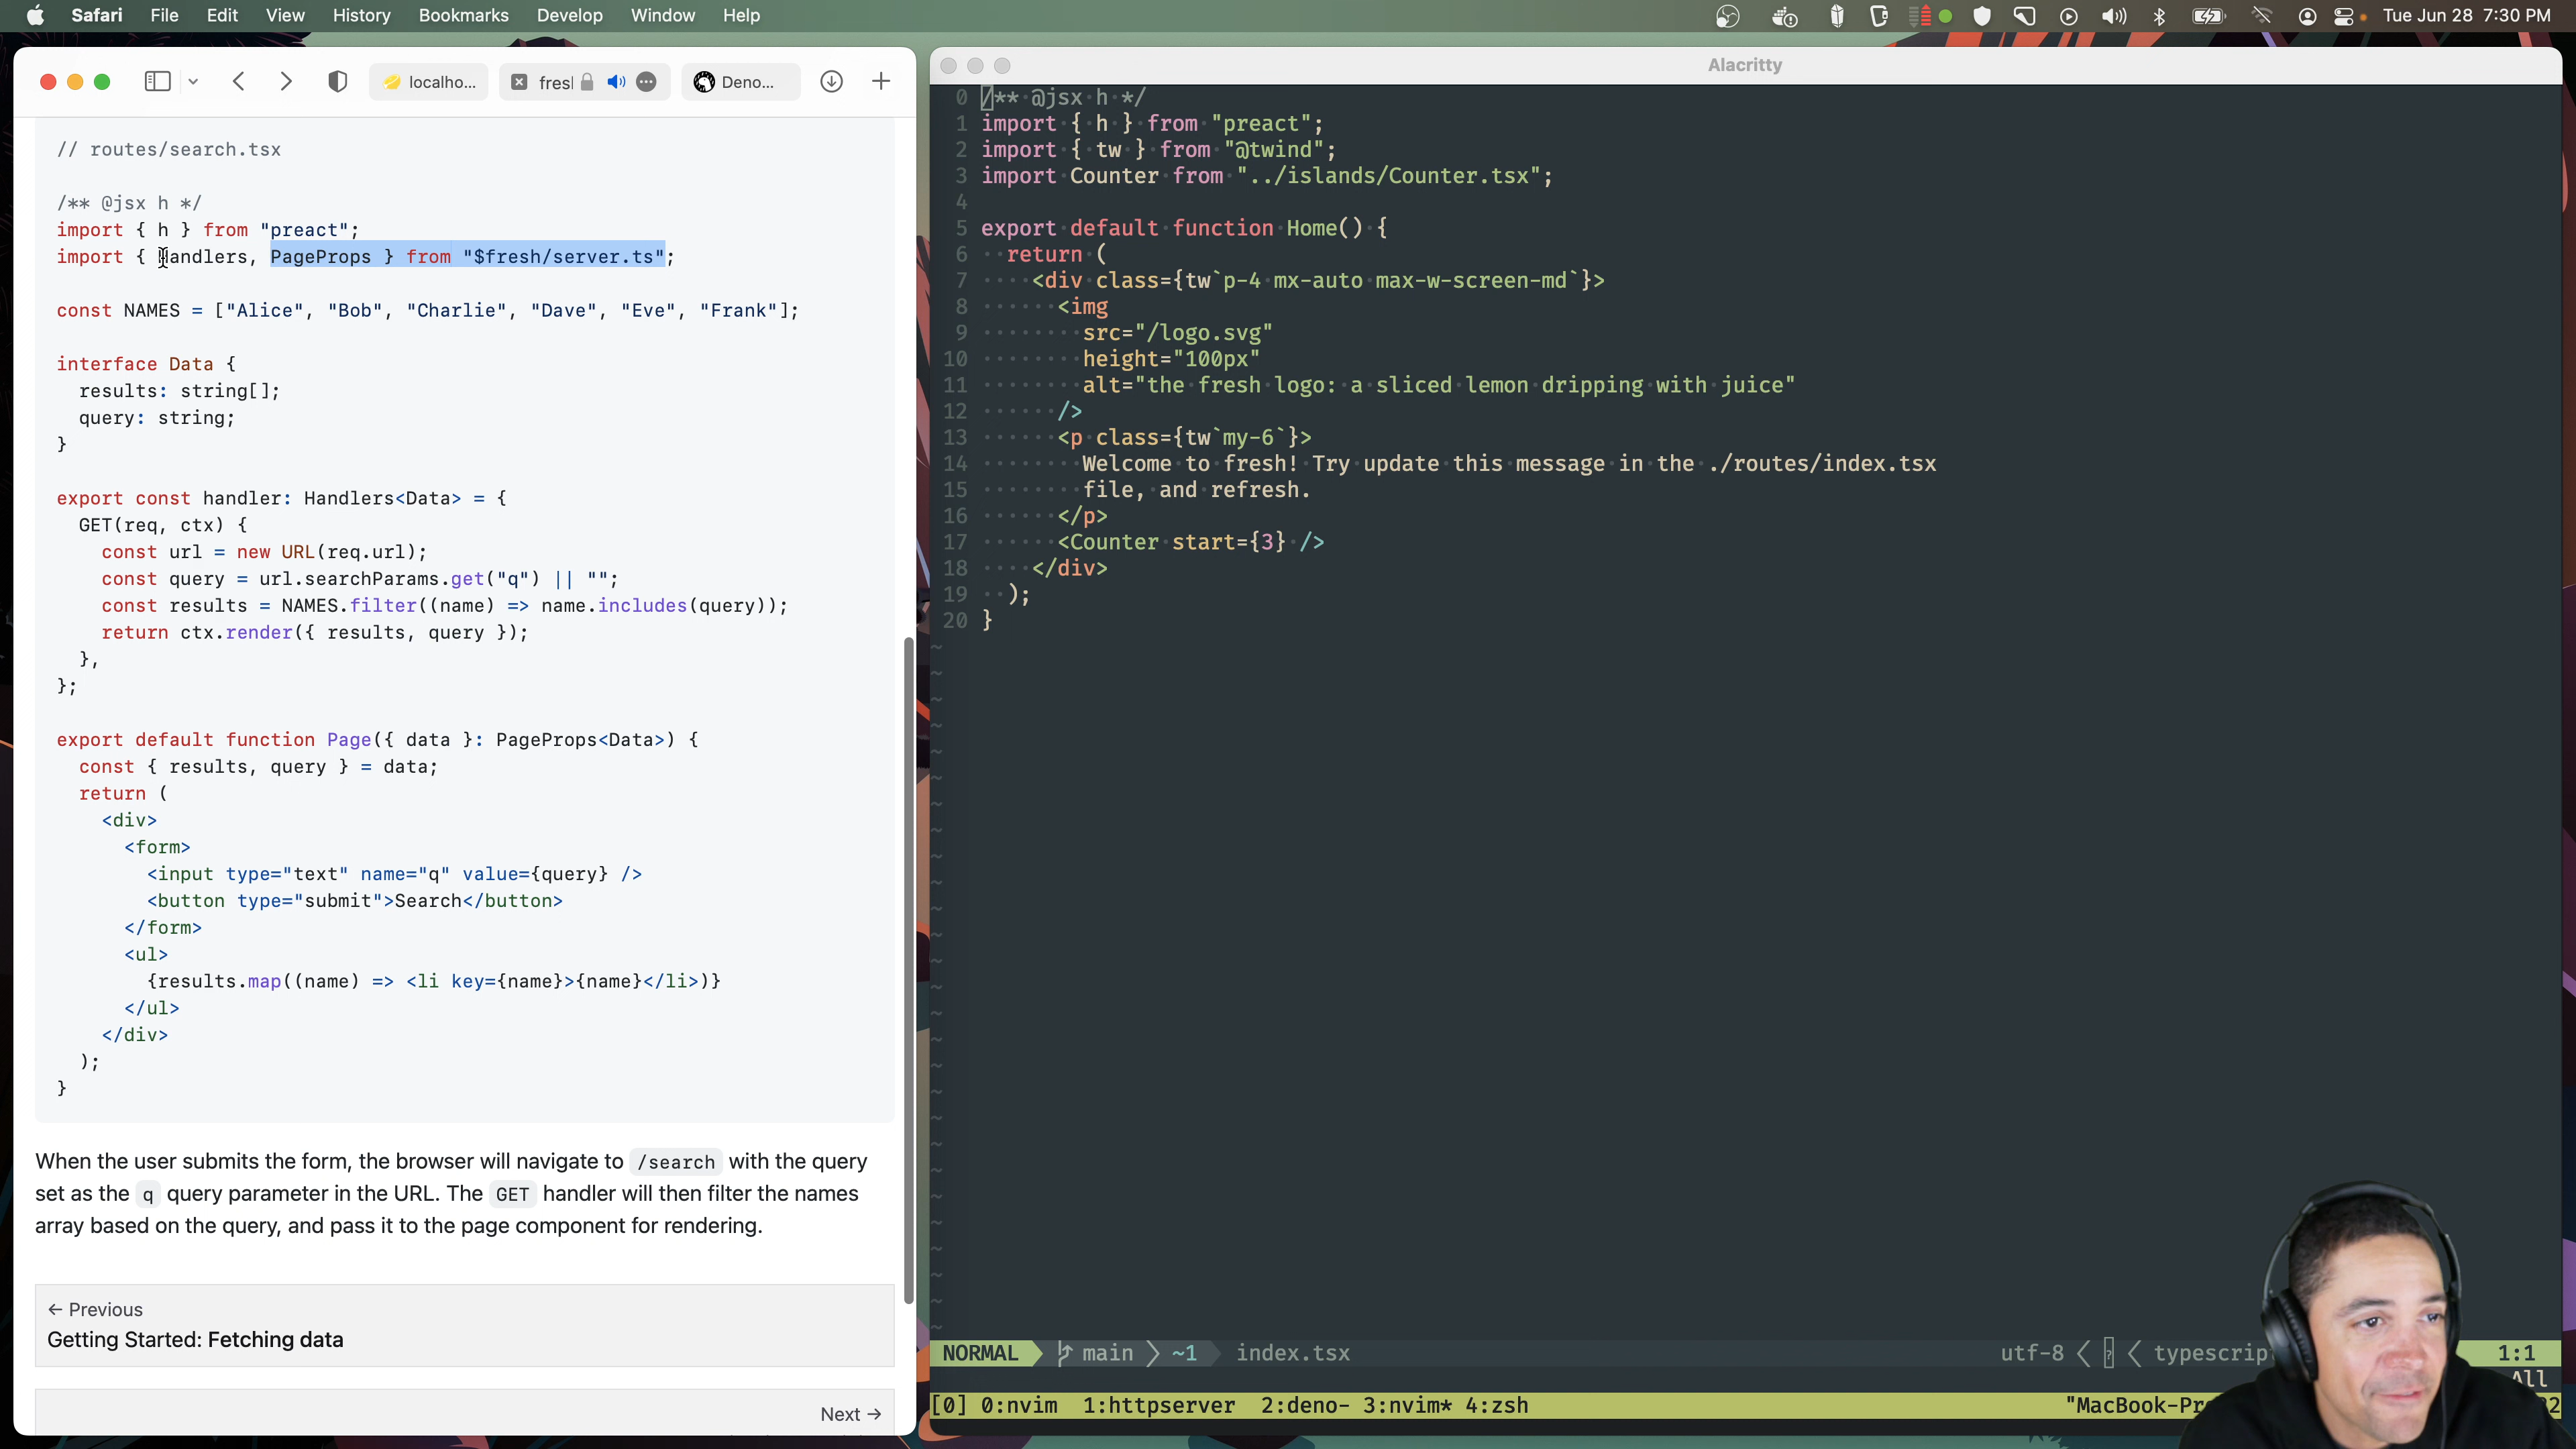 Safari File Edit View History Bookmarks Develop Window Help
Tue Jun 28 7:30 PM
localho...
fresl
Deno...
// routes/search.tsx
/** @jsx h */
import { h } from "preact";
import { Handlers, PageProps } from "$fresh/server.ts";
const NAMES = ["Alice", "Bob", "Charlie", "Dave", "Eve", "Frank"];
interface Data {
results: string[];
query: string;
}
export const handler: Handlers<Data> = {
GET(req, ctx) {
const url = new URL(req.url);
const query = url.searchParams.get("q") || "";
const results = NAMES.filter((name) => name.includes(query));
return ctx.render({ results, query });
},
};
export default function Page({ data }: PageProps<Data>) {
const { results, query } = data;
return (
<div>
<form>
<input type="text" name="q" value={query} />
<button type="submit">Search</button>
</form>
<ul>
{results.map((name) => <li key={name}>{name}</li>)}
</ul>
</div>
);
}
When the user submits the form, the browser will navigate to /search with the query
set as the q query parameter in the URL. The GET handler will then filter the names
array based on the query, and pass it to the page component for rendering.
← Previous
Getting Started: Fetching data
Next →
Alacritty
0 /** @jsx h */
1 import { h } from "preact";
2 import { tw } from "@twind";
3 import Counter from "../islands/Counter.tsx";
4
5 export default function Home() {
6 return (
7 <div class={tw`p-4 mx-auto max-w-screen-md`}>
8 <img
9 src="/logo.svg"
10 height="100px"
11 alt="the fresh logo: a sliced lemon dripping with juice"
12 />
13 <p class={tw`my-6`}>
14 Welcome to fresh! Try update this message in the ./routes/index.tsx
15 file, and refresh.
16 </p>
17 <Counter start={3} />
18 </div>
19 );
20 }
NORMAL main ~1 index.tsx utf-8 typescrip 1:1
All
[0] 0:nvim 1:httpserver 2:deno- 3:nvim* 4:zsh "MacBook-Pr